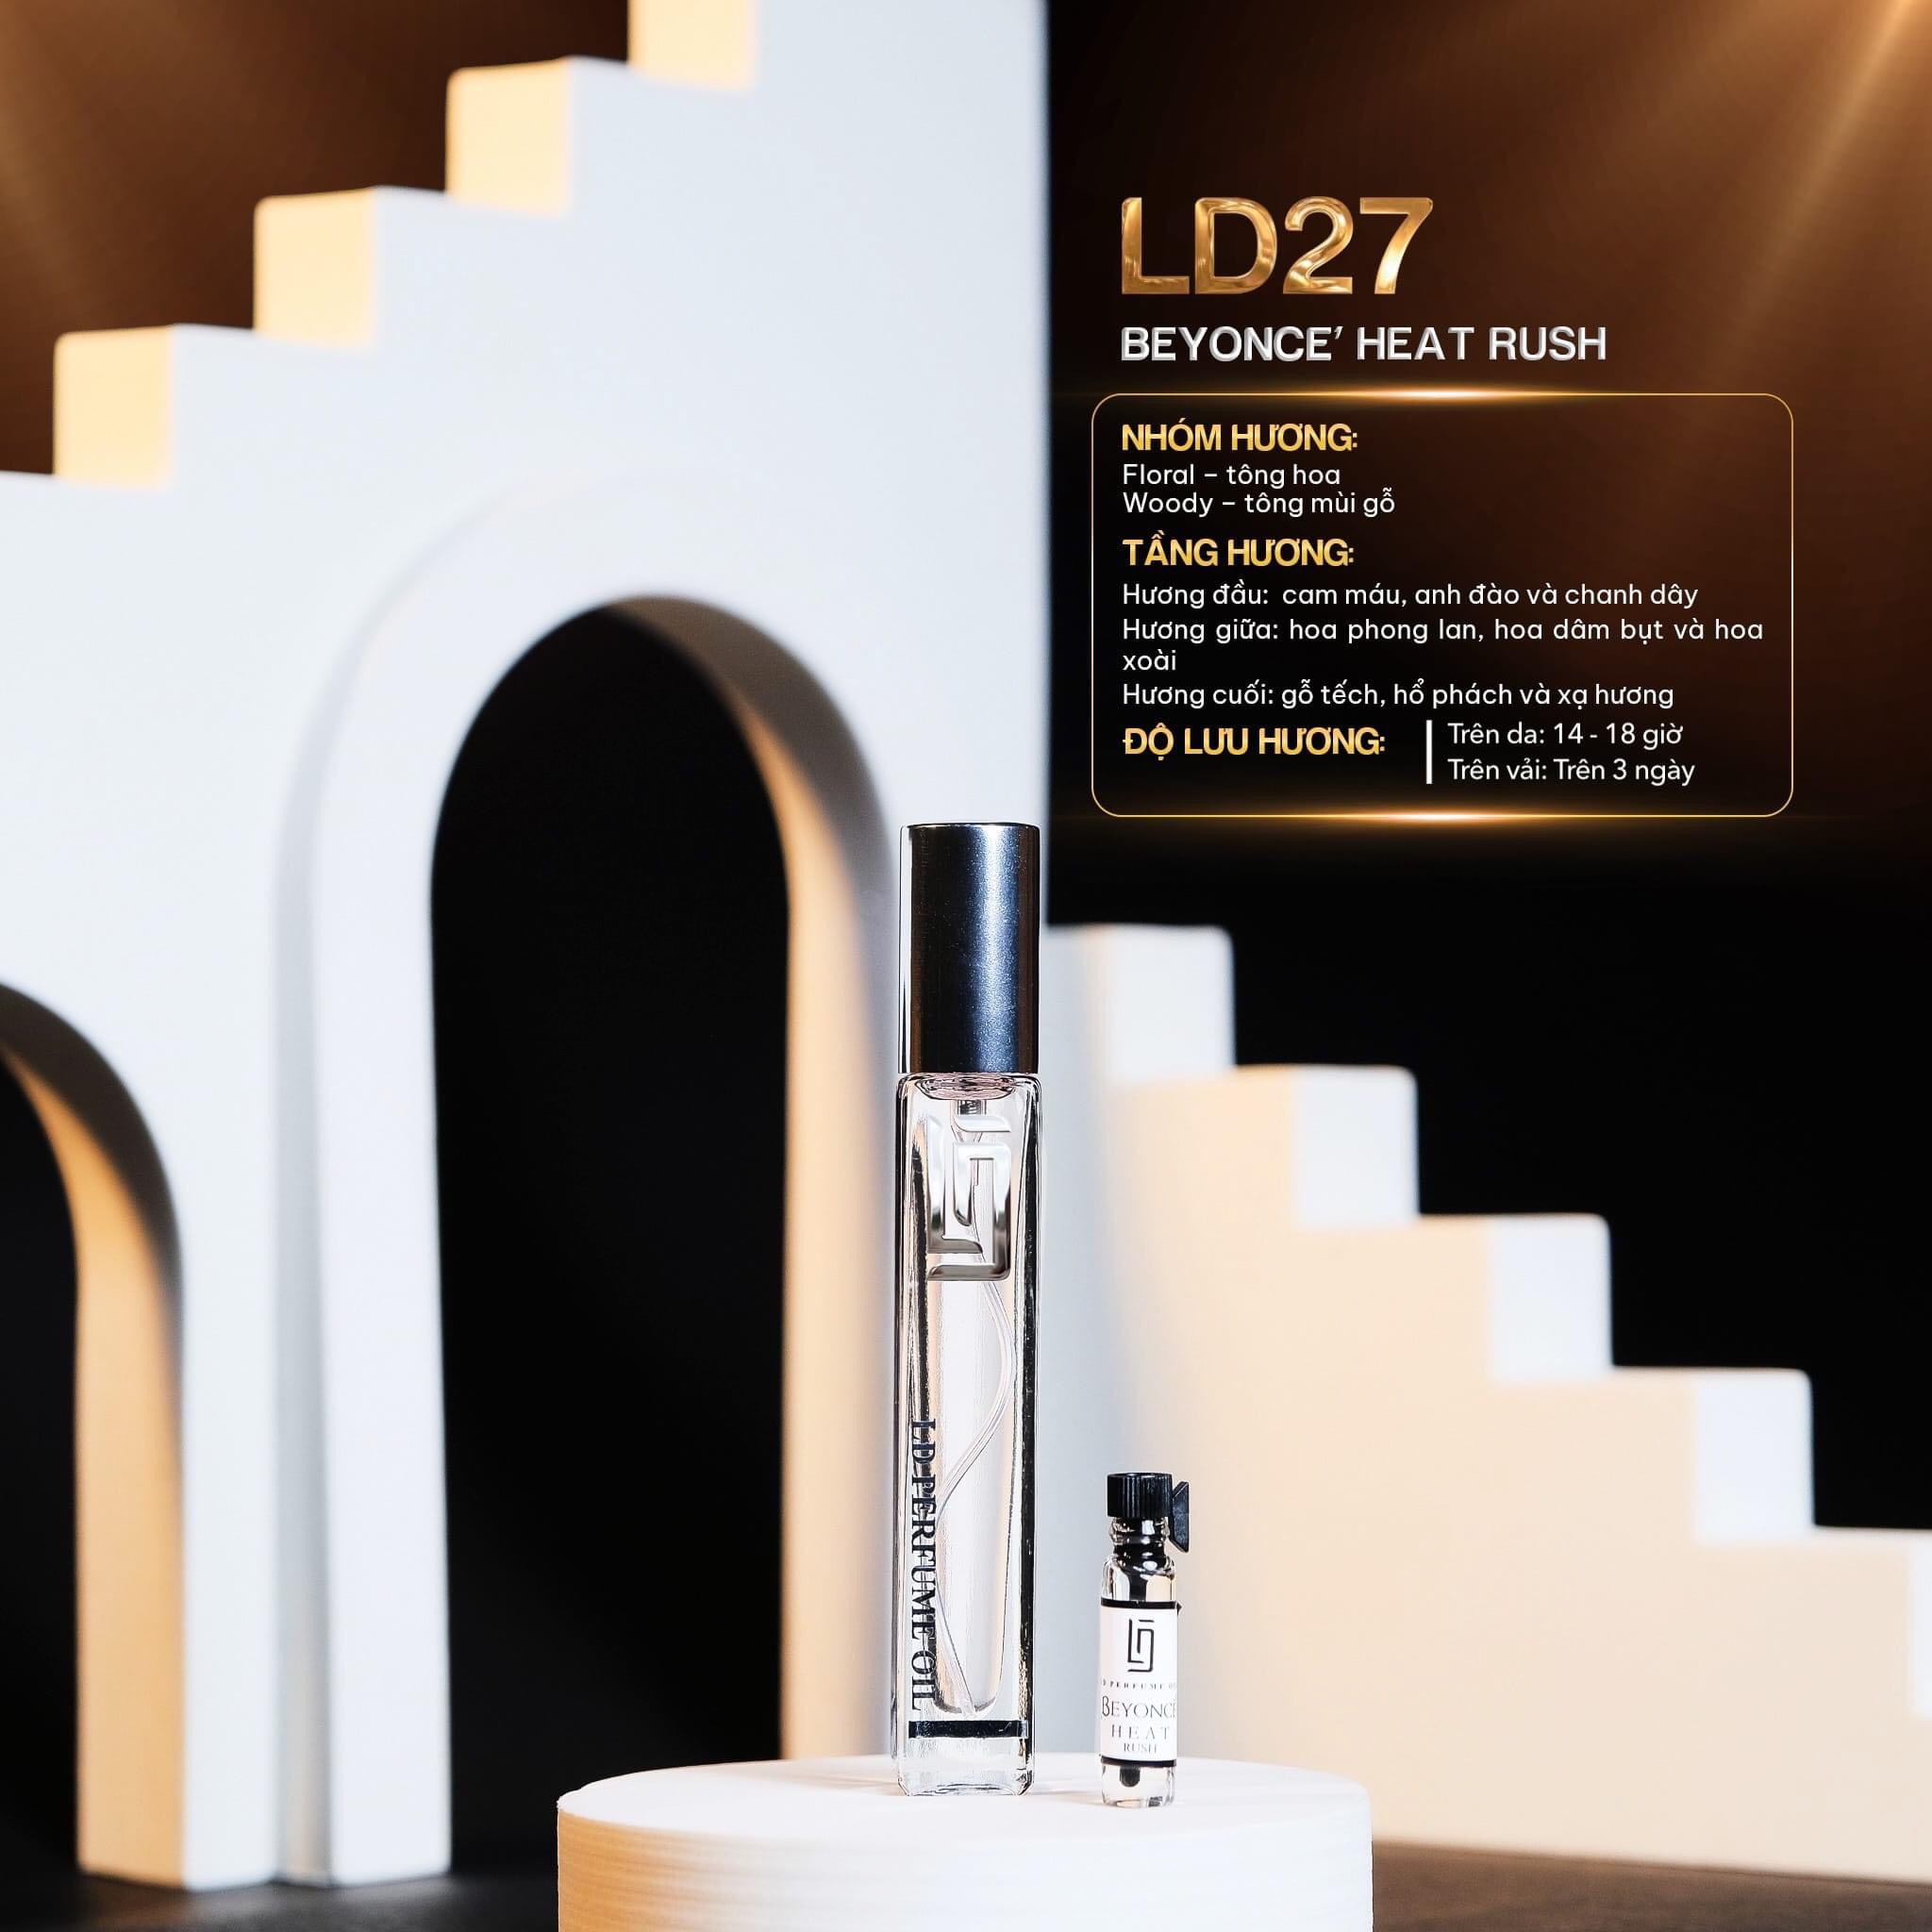 LD27
BEYONCE' HEAT RUSH
NHÓM HƯƠNG:
Floral – tông hoa
Woody – tông mùi gỗ
TẦNG HƯƠNG:
Hương đầu: cam máu, anh đào và chanh dây
Hương giữa: hoa phong lan, hoa dâm bụt và hoa
xoài
Hương cuối: gỗ tếch, hổ phách và xạ hương
ĐỘ LƯU HƯƠNG:
Trên da: 14 - 18 giờ
Trên vải: Trên 3 ngày
LD PERFUME OIL
D PERFUME O
BEYONCÉ
HEAT
RUSH